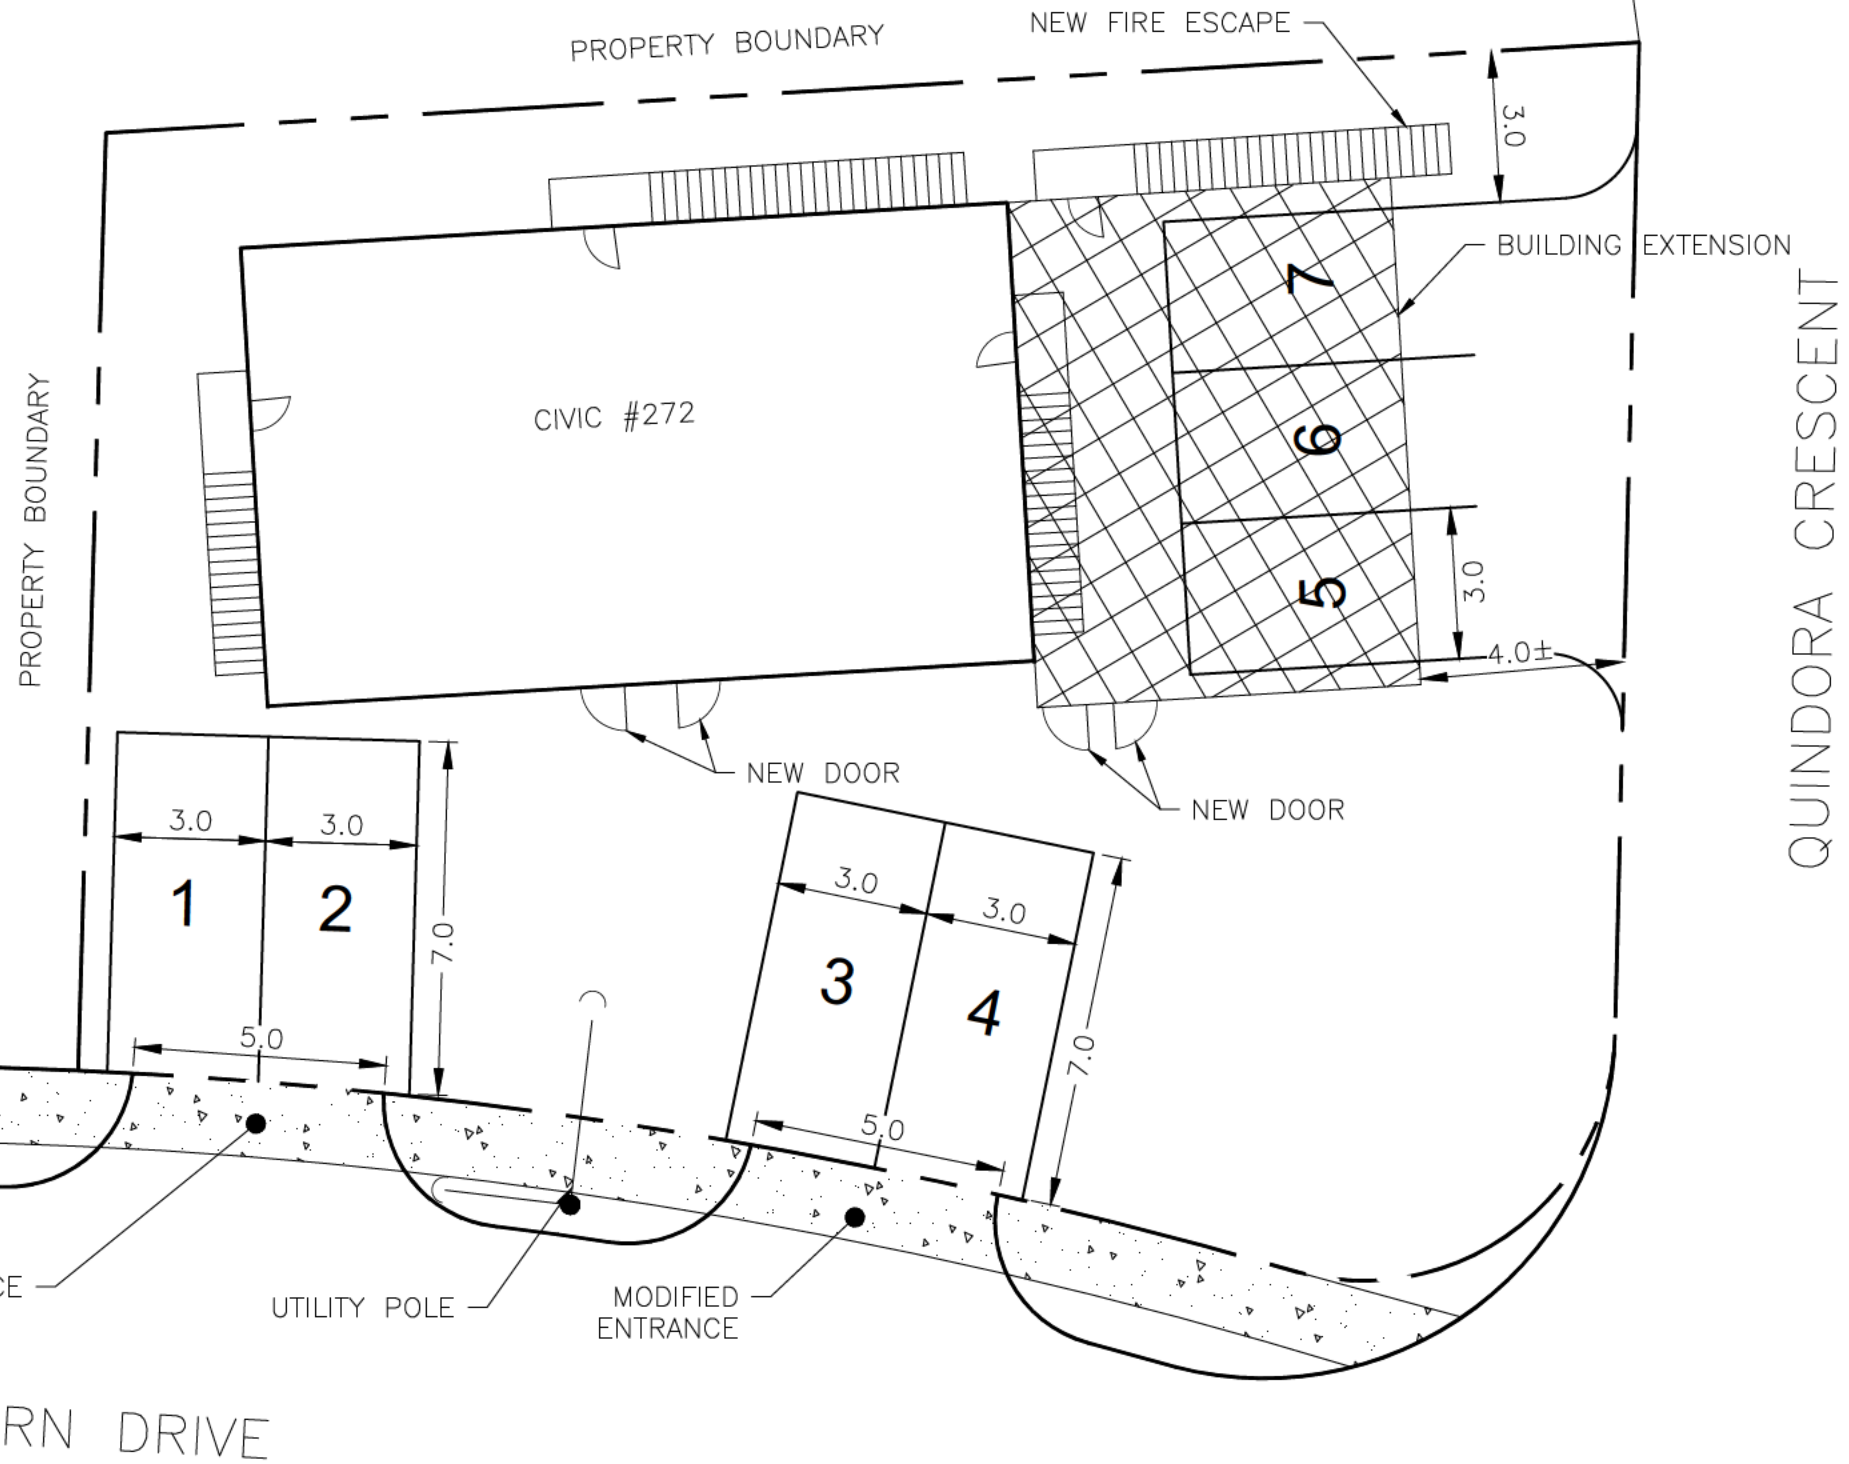 NEW FIRE ESCAPE
PROPERTY BOUNDARY
3.0
BUILDING EXTENSION
7
QUINDORA CRESCENT
PROPERTY BOUNDARY
CIVIC #272
6
5
3.0
4.0±
NEW DOOR
NEW DOOR
3.0
3.0
1
2
7.0
5.0
3.0
3.0
3
4
7.0
5.0
CE
UTILITY POLE
MODIFIED
ENTRANCE
RN DRIVE